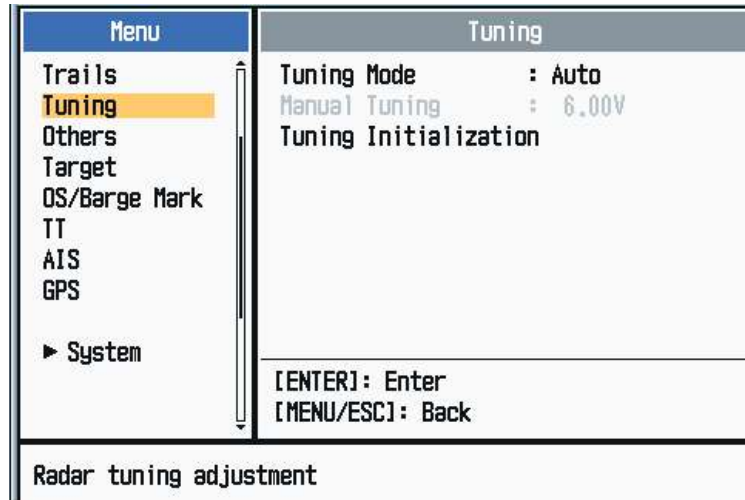 Menu
Trails
Tuning
Others
Target
OS/Barge Mark
TT
AIS
GPS
► System
Tuning
Tuning Mode : Auto
Manual Tuning : 6.00V
Tuning Initialization
[ENTER]: Enter
[MENU/ESC]: Back
Radar tuning adjustment